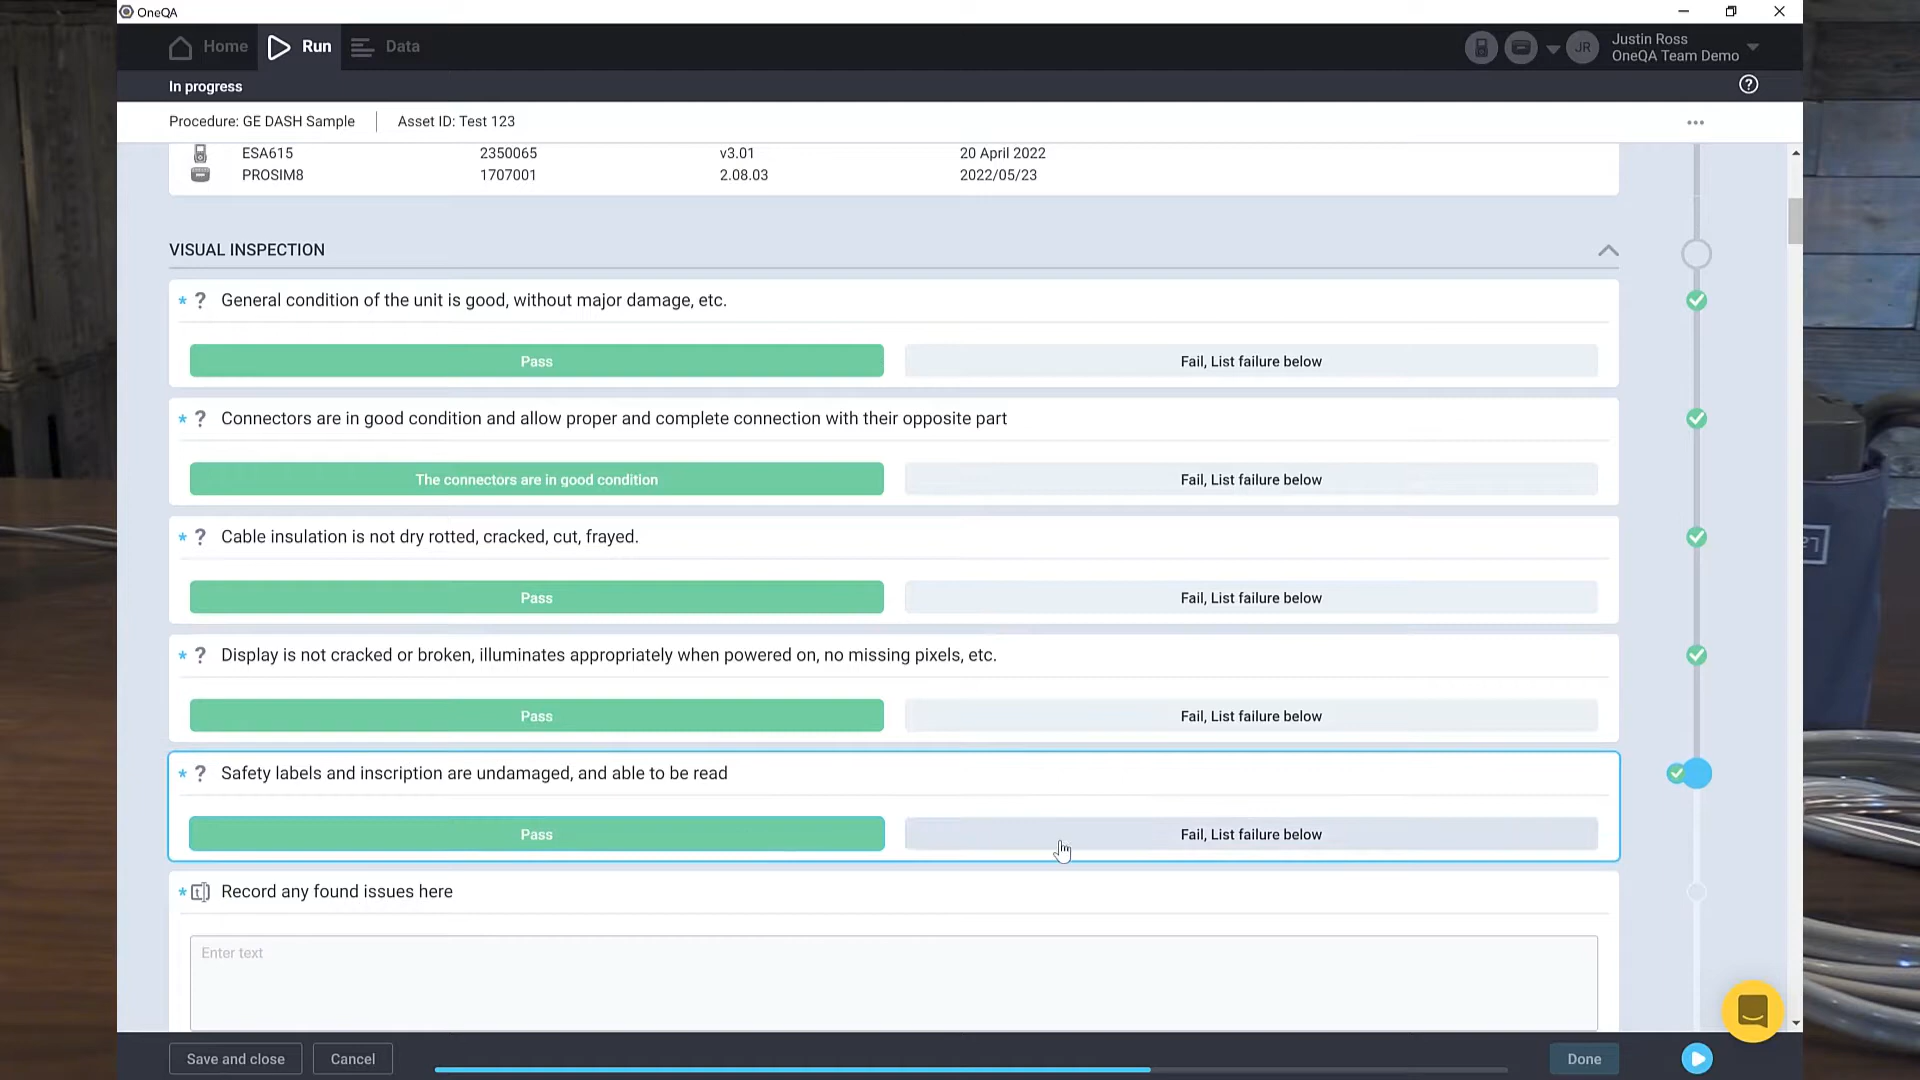 OneQA
Home Run Data
JR Justin Ross
OneQA Team Demo
In progress
Procedure: GE DASH Sample Asset ID: Test 123
ESA615 2350065 v3.01 20 April 2022
PROSIM8 1707001 2.08.03 2022/05/23
VISUAL INSPECTION
* ? General condition of the unit is good, without major damage, etc.
Pass Fail, List failure below
* ? Connectors are in good condition and allow proper and complete connection with their opposite part
The connectors are in good condition Fail, List failure below
* ? Cable insulation is not dry rotted, cracked, cut, frayed.
Pass Fail, List failure below
* ? Display is not cracked or broken, illuminates appropriately when powered on, no missing pixels, etc.
Pass Fail, List failure below
* ? Safety labels and inscription are undamaged, and able to be read
Pass Fail, List failure below
* Record any found issues here
Enter text
Save and close Cancel Done